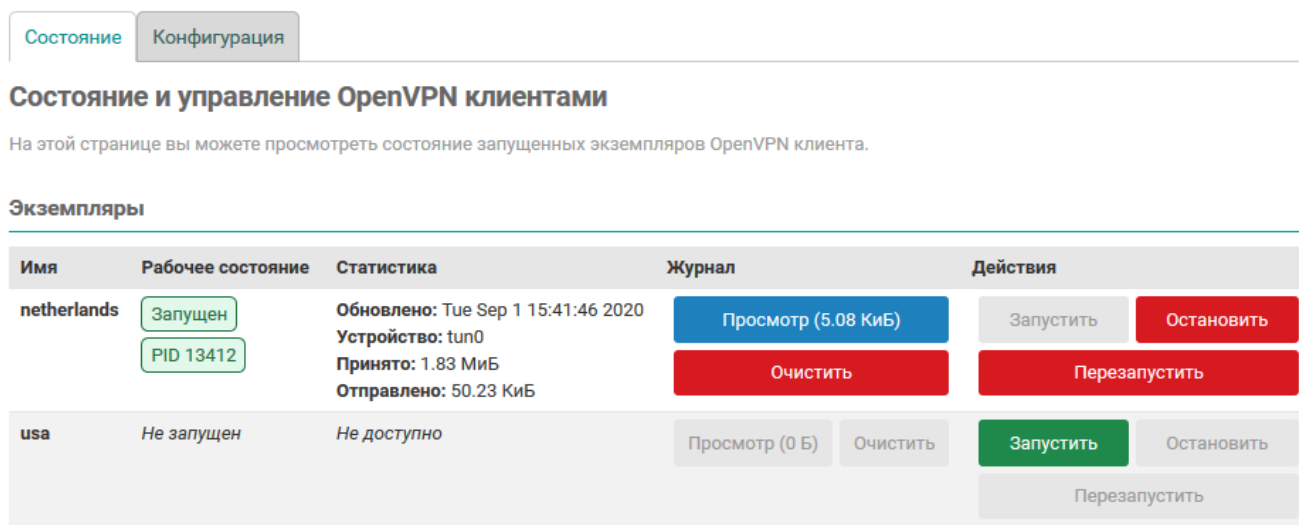 Состояние Конфигурация
Состояние и управление OpenVPN клиентами
На этой странице вы можете просмотреть состояние запущенных экземпляров OpenVPN клиента.
Экземпляры
Имя Рабочее состояние Статистика Журнал Действия
netherlands Запущен Обновлено: Tue Sep 1 15:41:46 2020 Просмотр (5.08 КиБ) Запустить Остановить
Устройство: tun0
PID 13412 Принято: 1.83 МиБ Очистить Перезапустить
Отправлено: 50.23 КиБ
usa Не запущен Не доступно Просмотр (0 Б) Очистить Запустить Остановить
Перезапустить